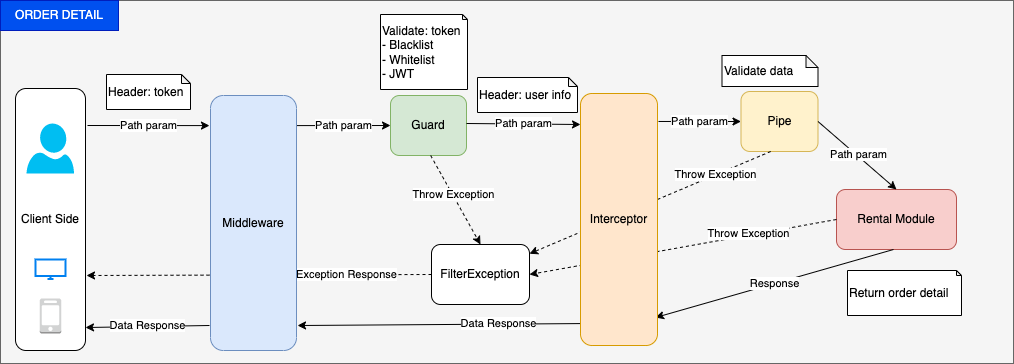 ORDER DETAIL
Validate: token
- Blacklist
- Whitelist
- JWT
Validate data
Header: token
Header: user info
Path param
Path param
Guard
Path param
Path param
Pipe
Path param
Throw Exception
Throw Exception
Client Side
Middleware
Interceptor
Rental Module
Throw Exception
Exception Response
FilterException
Response
Return order detail
Data Response
Data Response